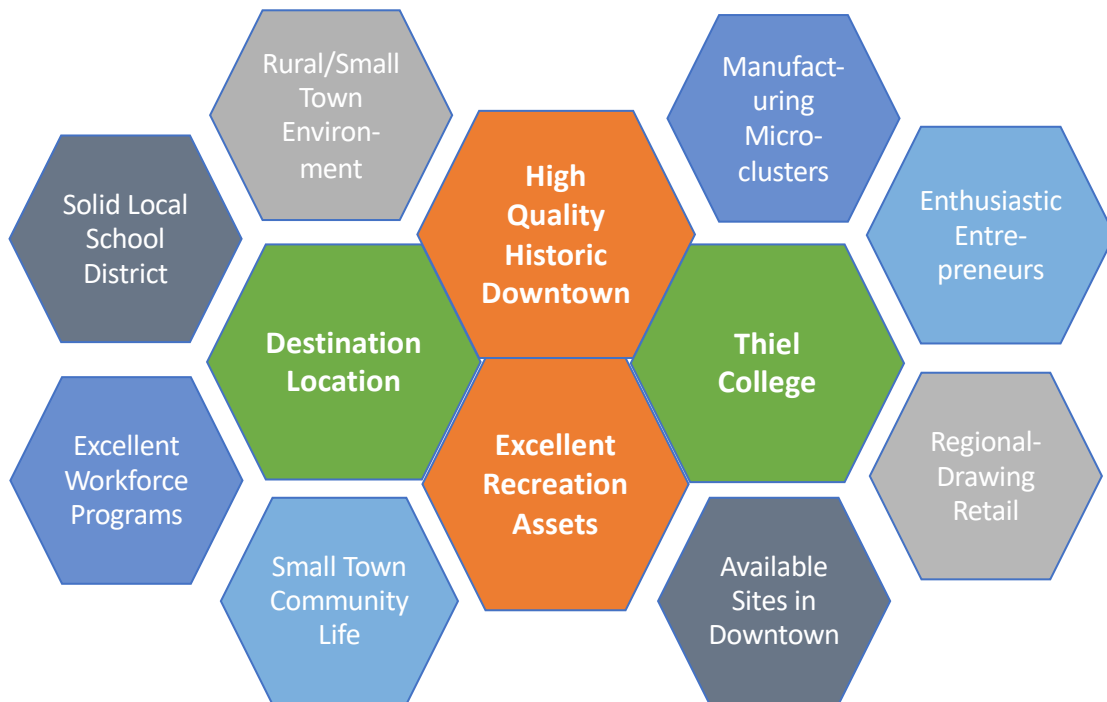 Rural/Small
Town
Environ-
ment
Manufact-
uring
Micro-
clusters
High
Quality
Historic
Downtown
Solid Local
School
District
Enthusiastic
Entre-
preneurs
Destination
Location
Thiel
College
Excellent
Workforce
Programs
Excellent
Recreation
Assets
Regional-
Drawing
Retail
Small Town
Community
Life
Available
Sites in
Downtown